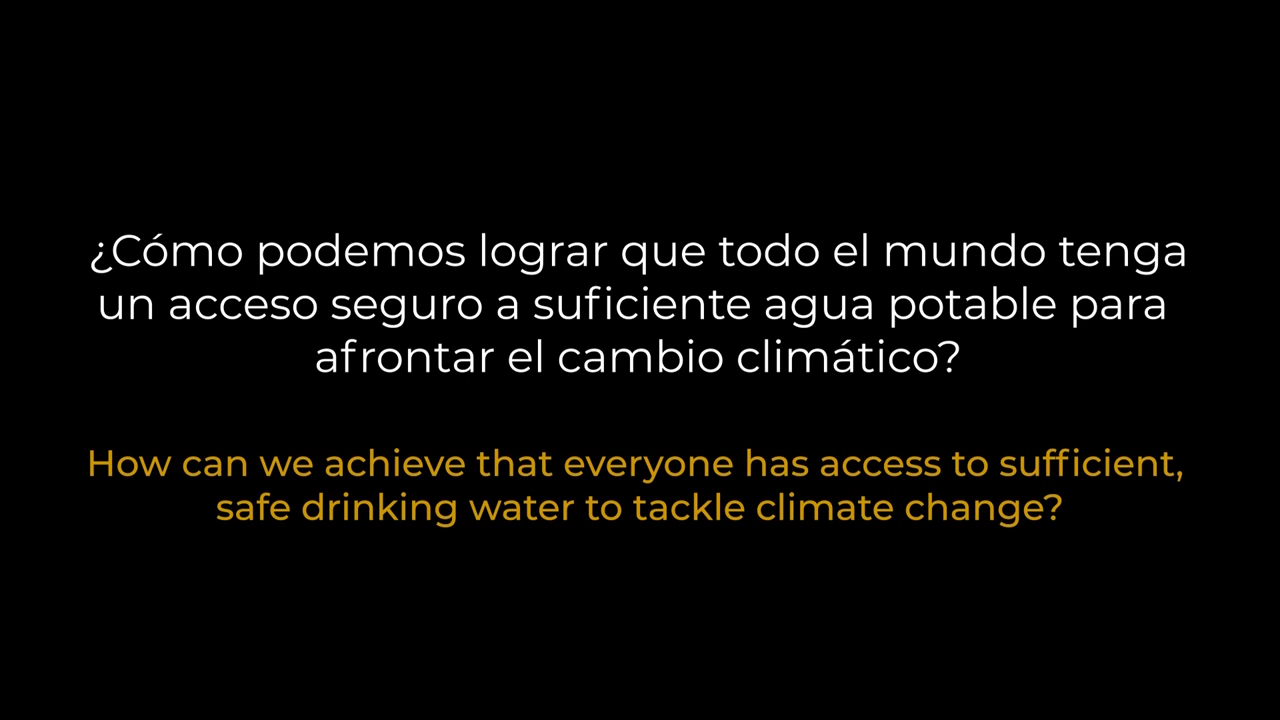 ¿Cómo podemos lograr que todo el mundo tenga
un acceso seguro a suficiente agua potable para
afrontar el cambio climático?
How can we achieve that everyone has access to sufficient,
safe drinking water to tackle climate change?